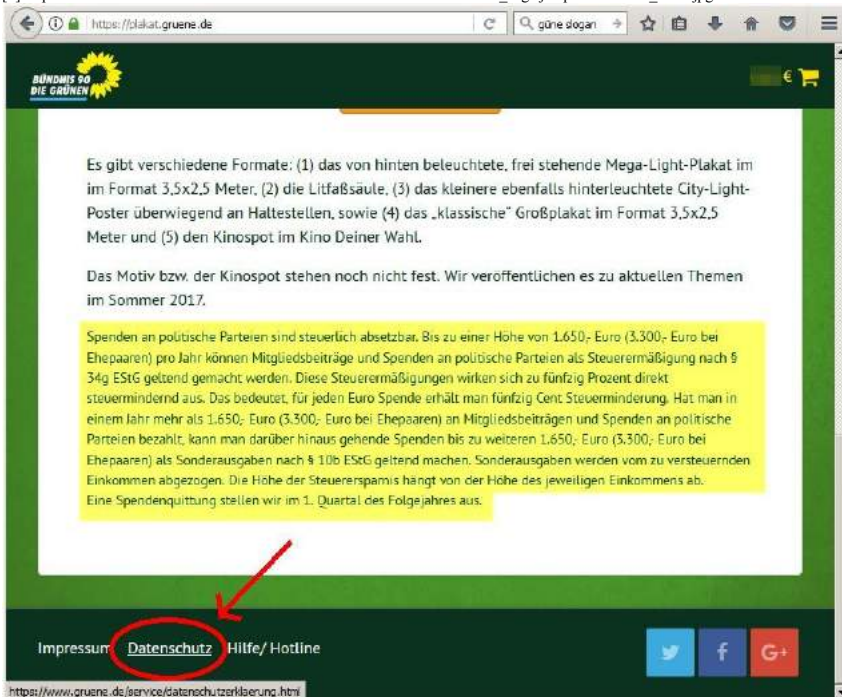 https://plakat.gruene.de
güne slogan
BÜNDNIS 90
DIE GRÜNEN
€
Es gibt verschiedene Formate: (1) das von hinten beleuchtete, frei stehende Mega-Light-Plakat im
im Format 3,5x2,5 Meter, (2) die Litfaßsäule, (3) das kleinere ebenfalls hinterleuchtete City-Light-
Poster überwiegend an Haltestellen, sowie (4) das „klassische“ Großplakat im Format 3,5x2,5
Meter und (5) den Kinospot im Kino Deiner Wahl.
Das Motiv bzw. der Kinospot stehen noch nicht fest. Wir veröffentlichen es zu aktuellen Themen
im Sommer 2017.
Spenden an politische Parteien sind steuerlich absetzbar. Bis zu einer Höhe von 1.650,- Euro (3.300,- Euro bei
Ehepaaren) pro Jahr können Mitgliedsbeiträge und Spenden an politische Parteien als Steuerermäßigung nach §
34g EStG geltend gemacht werden. Diese Steuerermäßigungen wirken sich zu fünfzig Prozent direkt
steuermindernd aus. Das bedeutet, für jeden Euro Spende erhält man fünfzig Cent Steuerminderung. Hat man in
einem Jahr mehr als 1.650,- Euro (3.300,- Euro bei Ehepaaren) an Mitgliedsbeiträgen und Spenden an politische
Parteien bezahlt, kann man darüber hinaus gehende Spenden bis zu weiteren 1.650,- Euro (3.300,- Euro bei
Ehepaaren) als Sonderausgaben nach § 10b EStG geltend machen. Sonderausgaben werden vom zu versteuernden
Einkommen abgezogen. Die Höhe der Steuerersparnis hängt von der Höhe des jeweiligen Einkommens ab.
Eine Spendenquittung stellen wir im 1. Quartal des Folgejahres aus.
Impressum Datenschutz Hilfe/ Hotline
f G+
https://www.gruene.de/service/datenschutzerklaerung.html